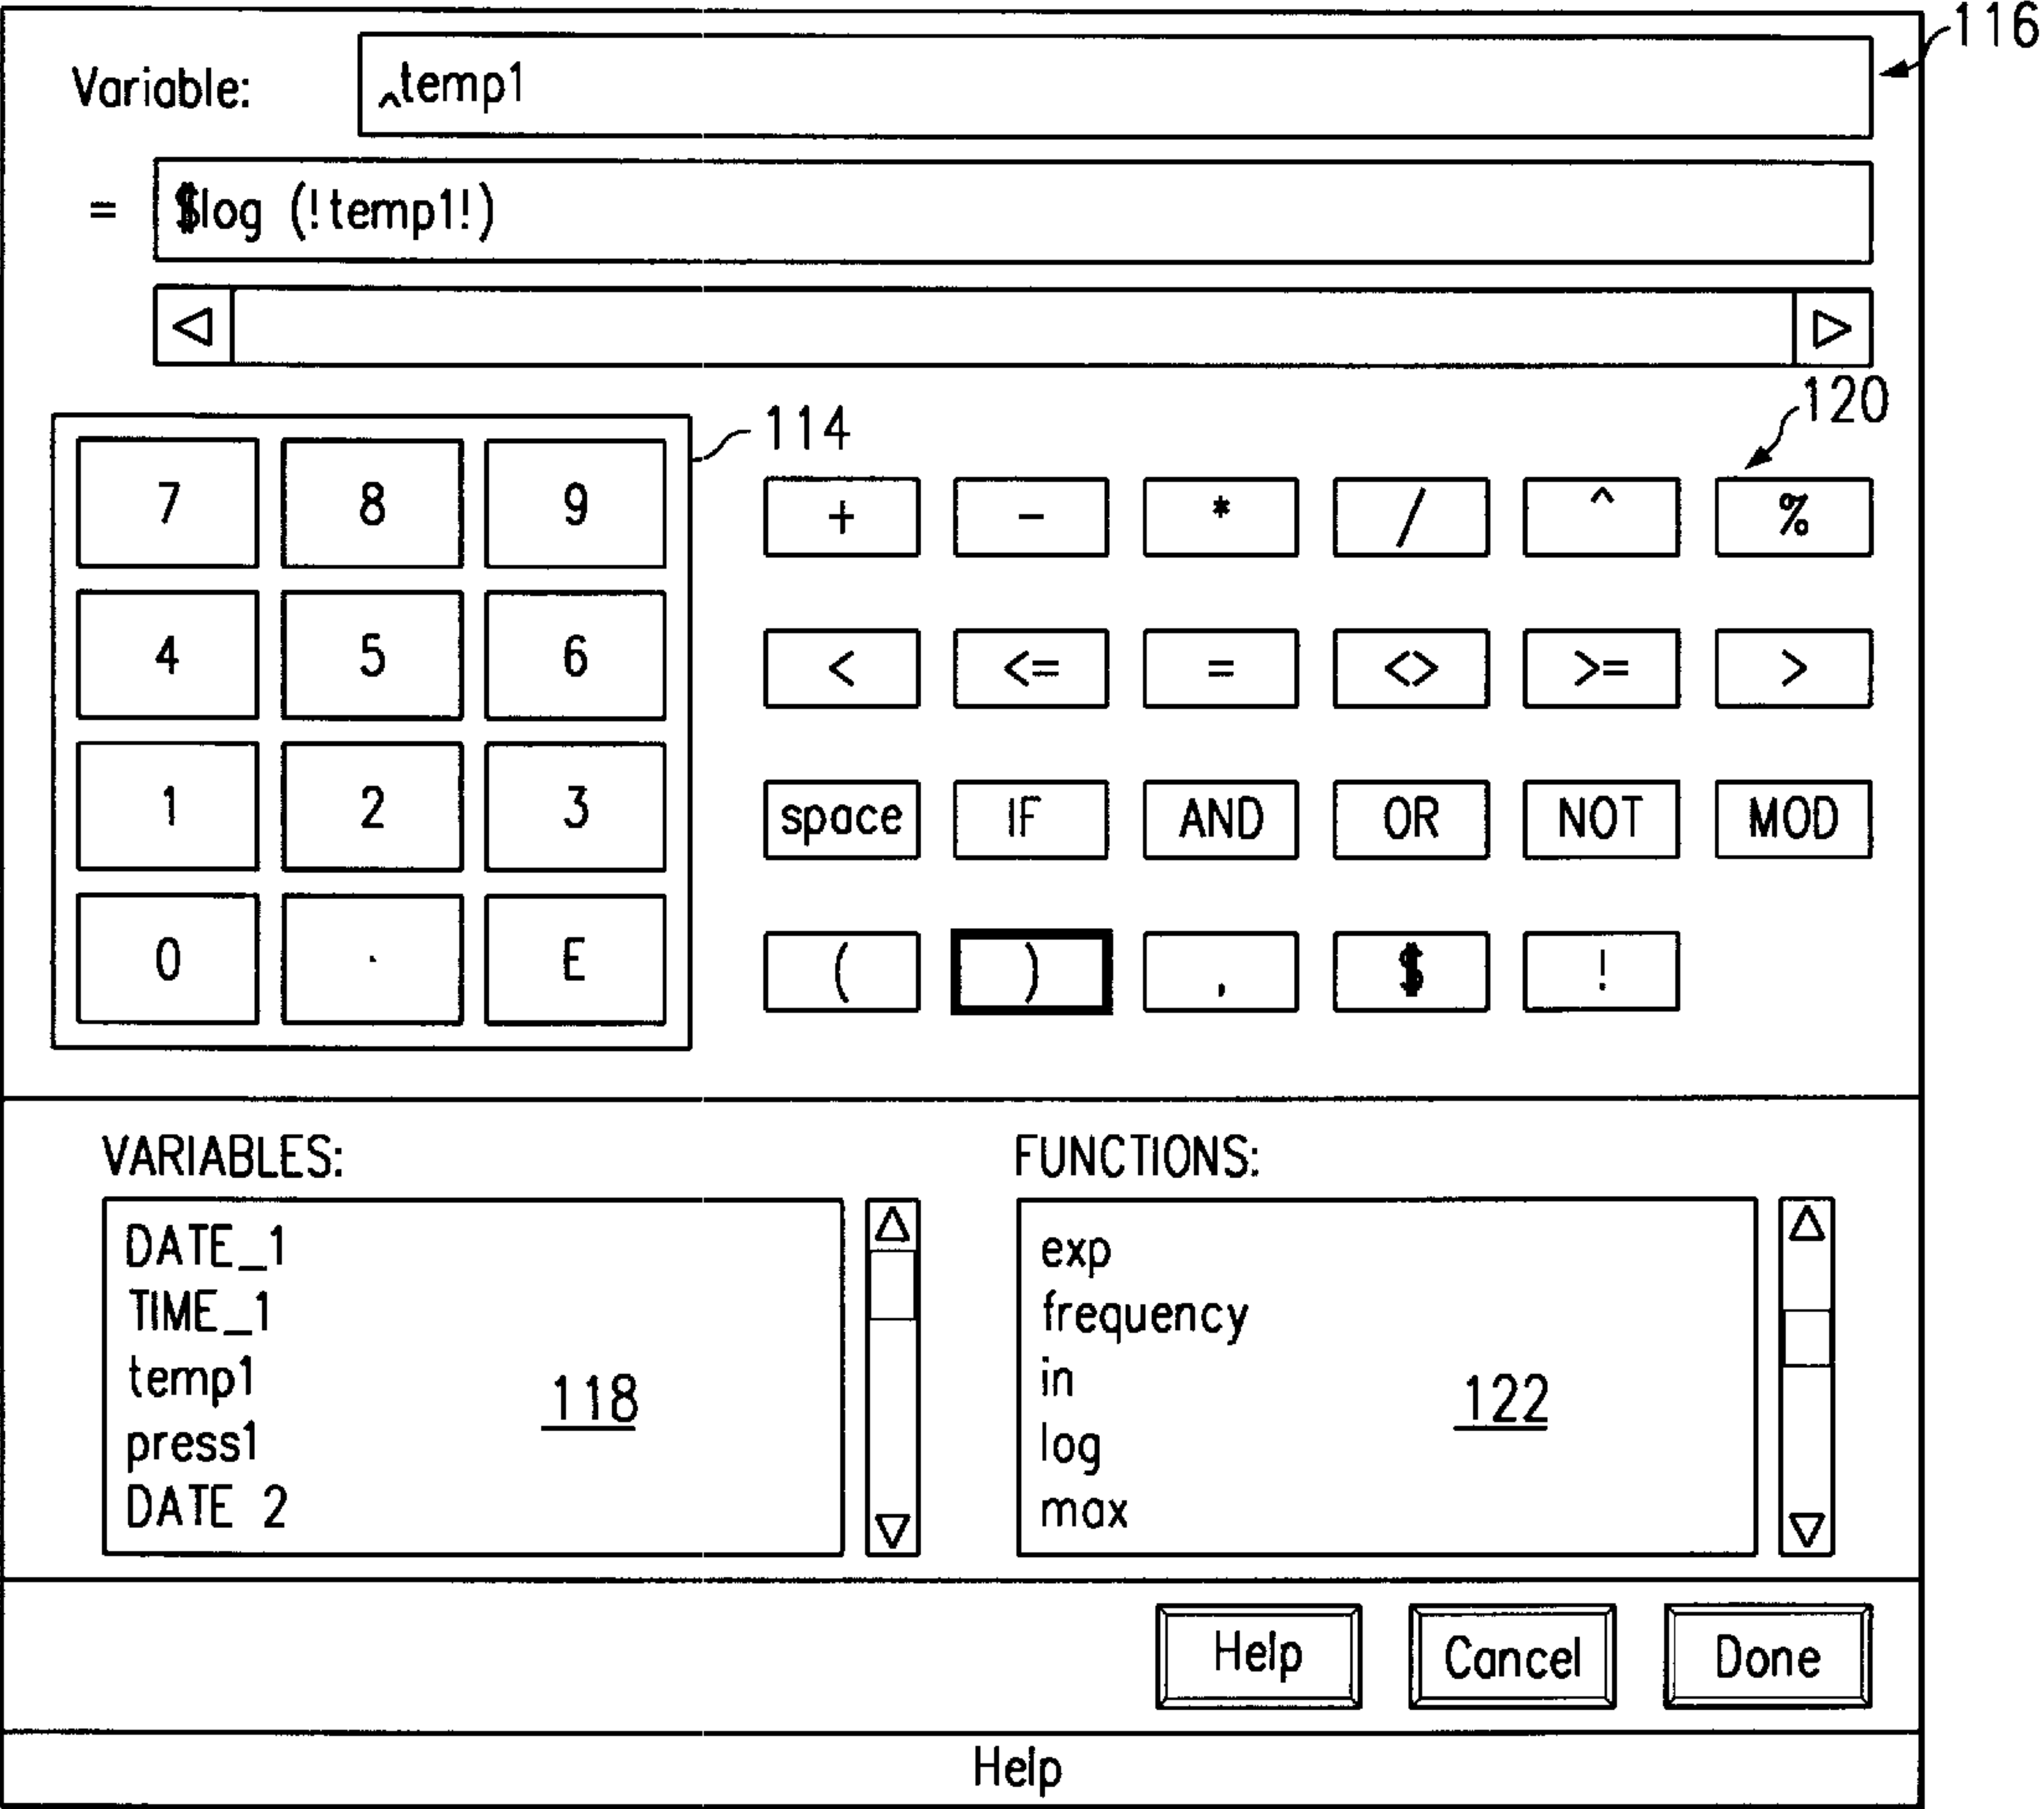 116
Variable: ‸temp1
= $log (!temp1!)
120
114
7 8 9
+ - * / ^ %
4 5 6
< <= = <> >= >
1 2 3
space IF AND OR NOT MOD
0 . E
( ) , $ !
VARIABLES: FUNCTIONS:
DATE_1
TIME_1
temp1
press1
DATE 2
118
exp
frequency
in
log
max
122
Help Cancel Done
Help